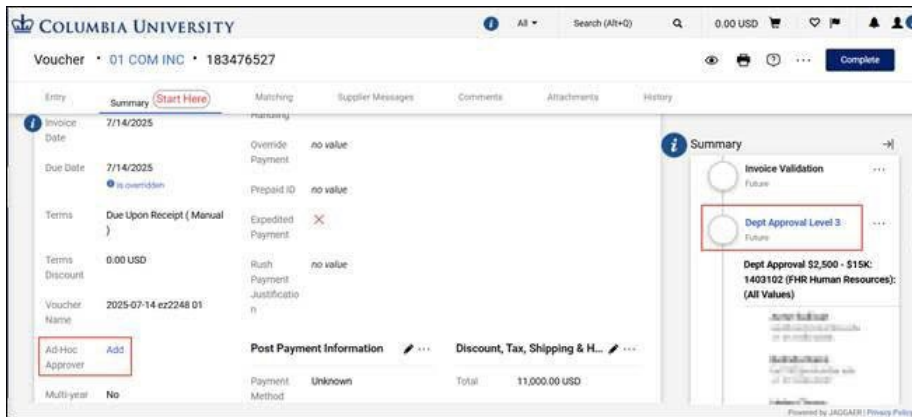 COLUMBIA UNIVERSITY
i
All
Search (Alt+Q)
0.00 USD
Voucher • 01 COM INC • 183476527
Complete
Entry
Summary
Start Here
Matching
Supplier Messages
Comments
Attachments
History
Invoice Date
7/14/2025
Due Date
7/14/2025
is overridden
Terms
Due Upon Receipt ( Manual
)
Terms
Discount
0.00 USD
Voucher
Name
2025-07-14 ez2248 01
Ad-Hoc
Approver
Add
Multi-year
No
Handling
Override
Payment
no value
Prepaid ID
no value
Expedited
Payment
Rush
Payment
Justificatio
n
no value
Post Payment Information
Payment
Method
Unknown
Discount, Tax, Shipping & H...
Total
11,000.00 USD
i
Summary
Invoice Validation
Future
Dept Approval Level 3
Future
Dept Approval $2,500 - $15K:
1403102 (FHR Human Resources):
(All Values)
Powered by JAGGAER | Privacy Policy